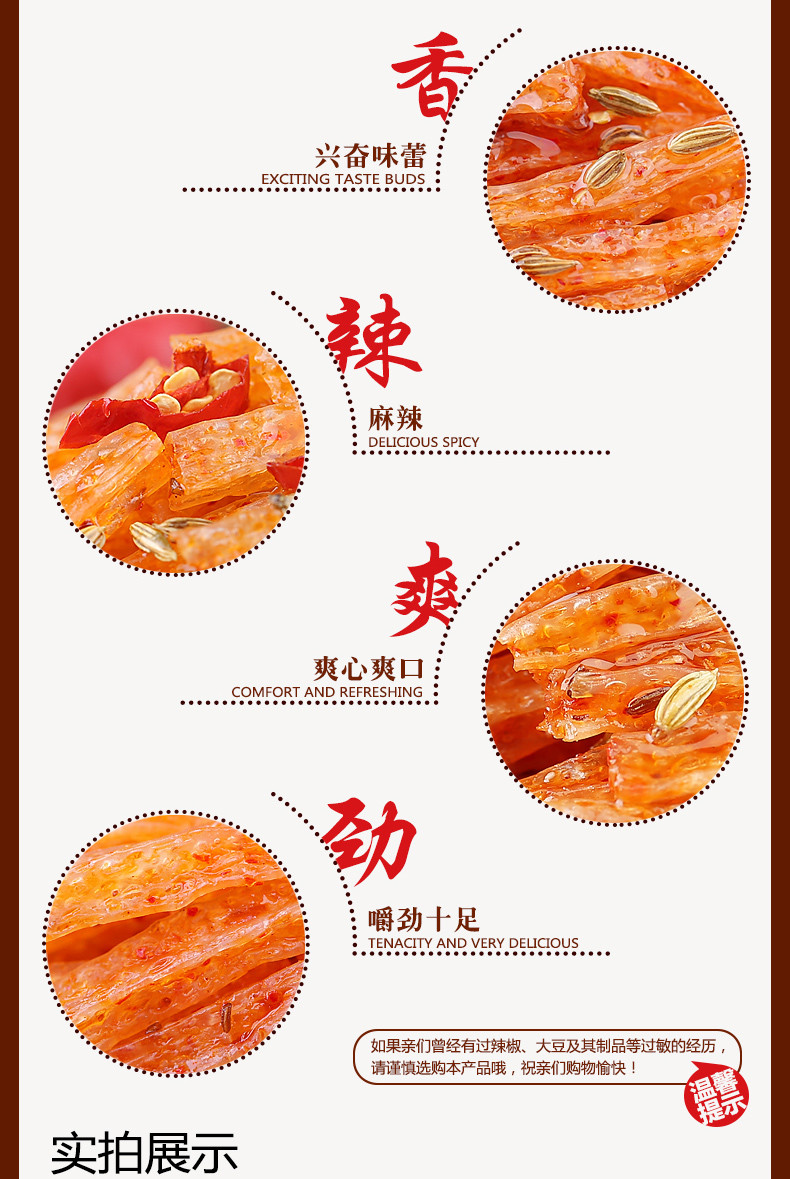 香
兴奋味蕾
EXCITING TASTE BUDS
辣
麻辣
DELICIOUS SPICY
爽
爽心爽口
COMFORT AND REFRESHING
劲
嚼劲十足
TENACITY AND VERY DELICIOUS
如果亲们曾经有过辣椒、大豆及其制品等过敏的经历，
请谨慎选购本产品哦，祝亲们购物愉快！
温馨
提示
实拍展示